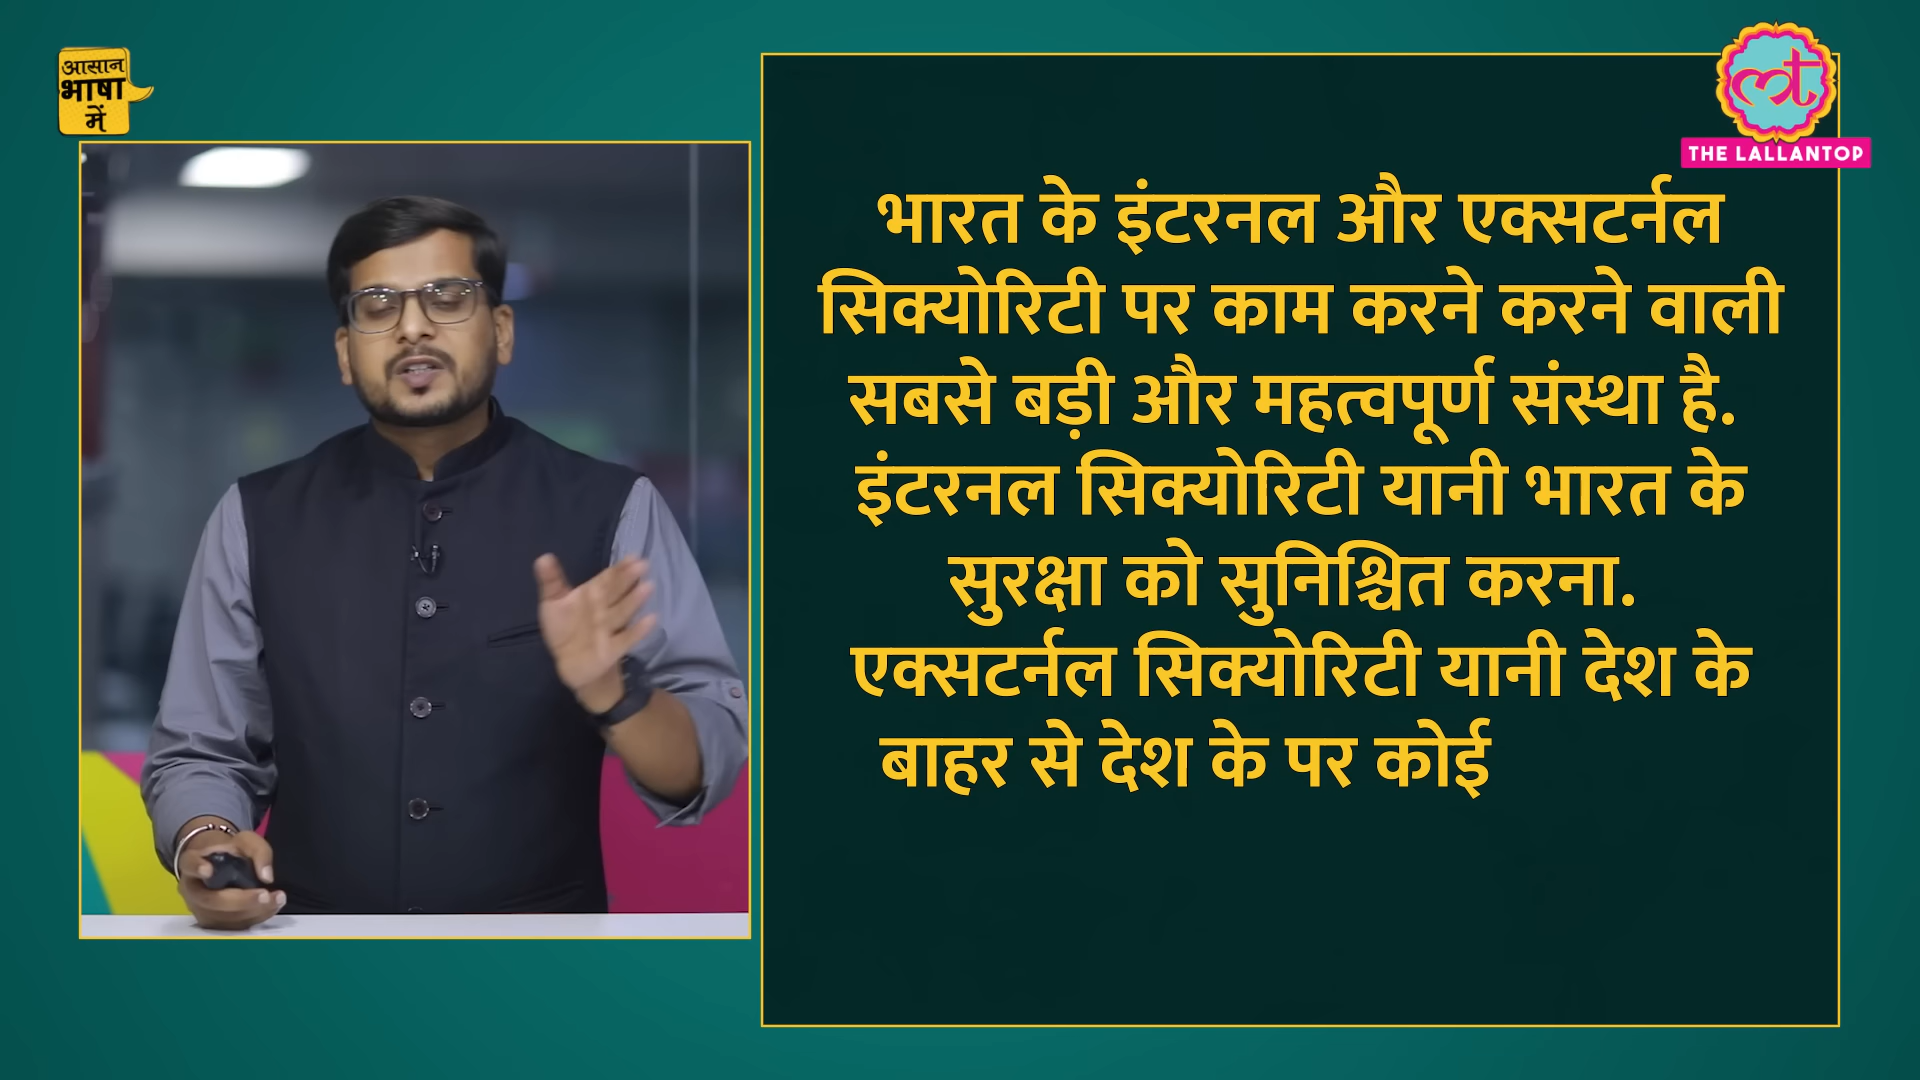 आसान
भाषा
में
THE LALLANTOP
भारत के इंटरनल और एक्सटर्नल
सिक्योरिटी पर काम करने करने वाली
सबसे बड़ी और महत्वपूर्ण संस्था है.
इंटरनल सिक्योरिटी यानी भारत के
सुरक्षा को सुनिश्चित करना.
एक्सटर्नल सिक्योरिटी यानी देश के
बाहर से देश के पर कोई